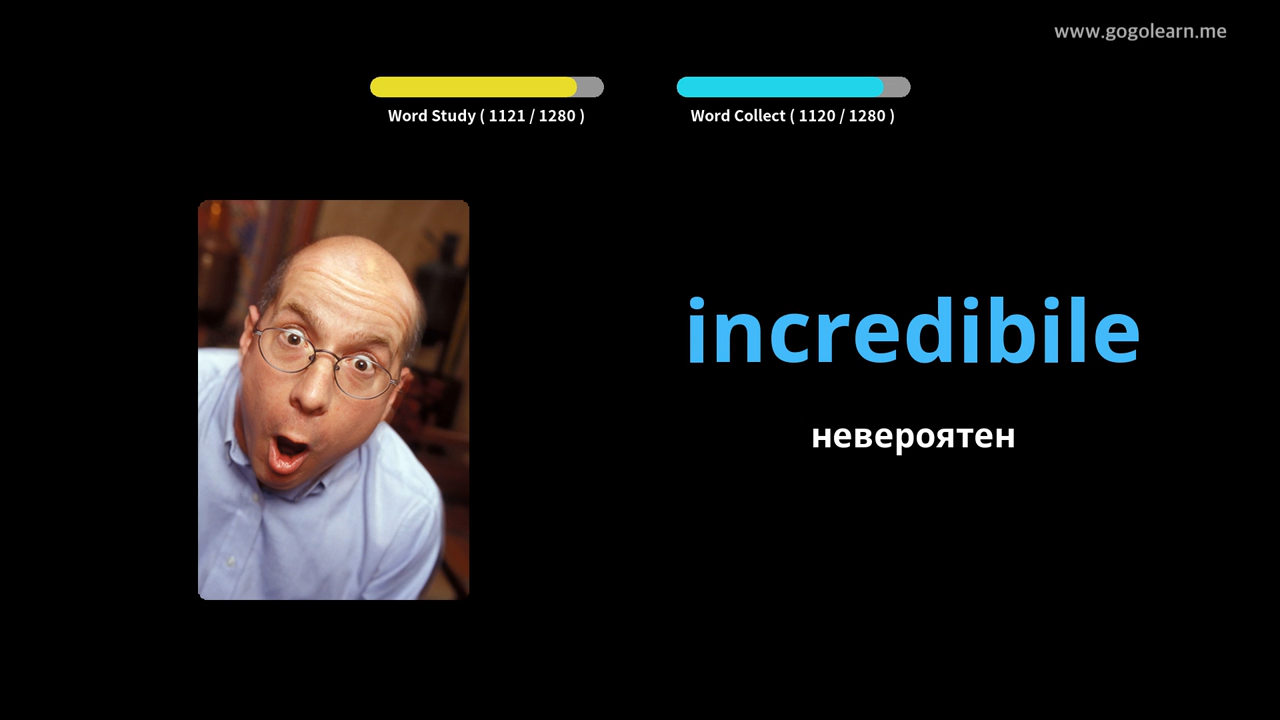 www.gogolearn.me
Word Study ( 1121 / 1280 )
Word Collect ( 1120 / 1280 )
incredibile
невероятен